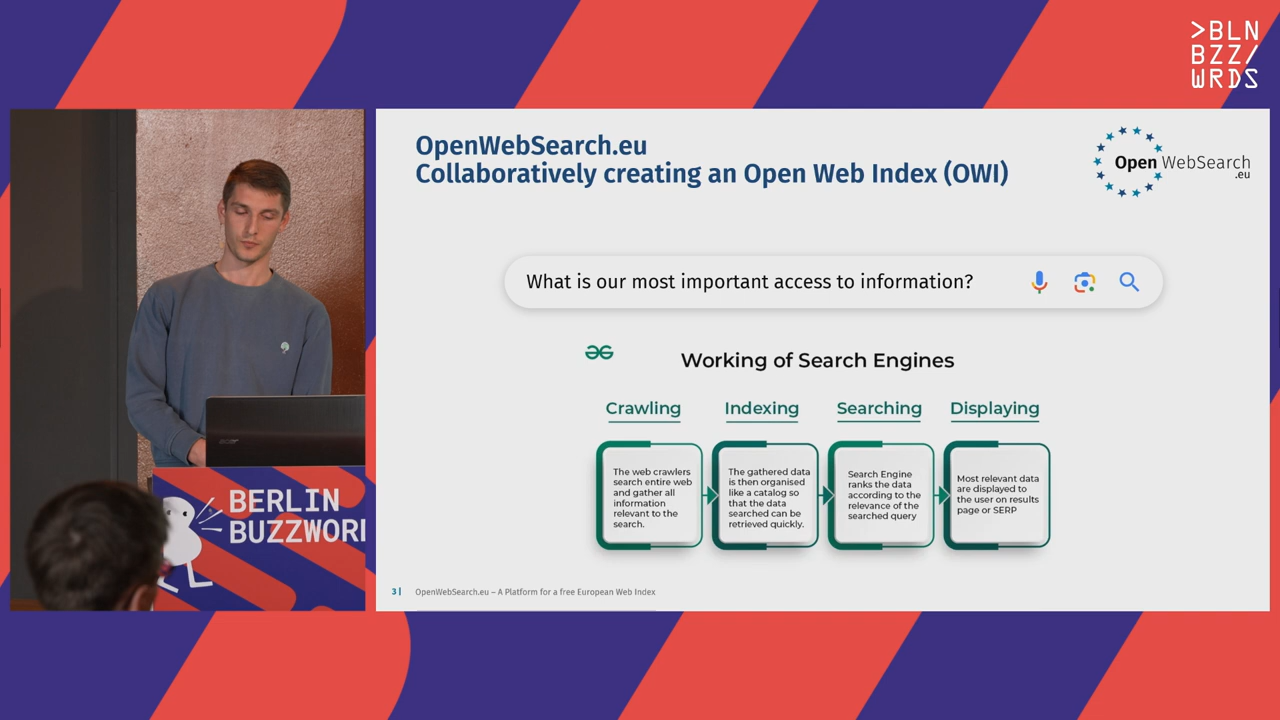 >BLN
BZZ/
WRDS
OpenWebSearch.eu
Collaboratively creating an Open Web Index (OWI)
Open WebSearch
.eu
What is our most important access to information?
Working of Search Engines
Crawling
The web crawlers
search entire web
and gather all
information
relevant to the
search.
Indexing
The gathered data
is then organised
like a catalog so
that the data
searched can be
retrieved quickly.
Searching
Search Engine
ranks the data
according to the
relevance of the
searched query
Displaying
Most relevant data
are displayed to
the user on results
page or SERP
3 |
OpenWebSearch.eu – A Platform for a free European Web Index
acer
BERLIN
BUZZWOR